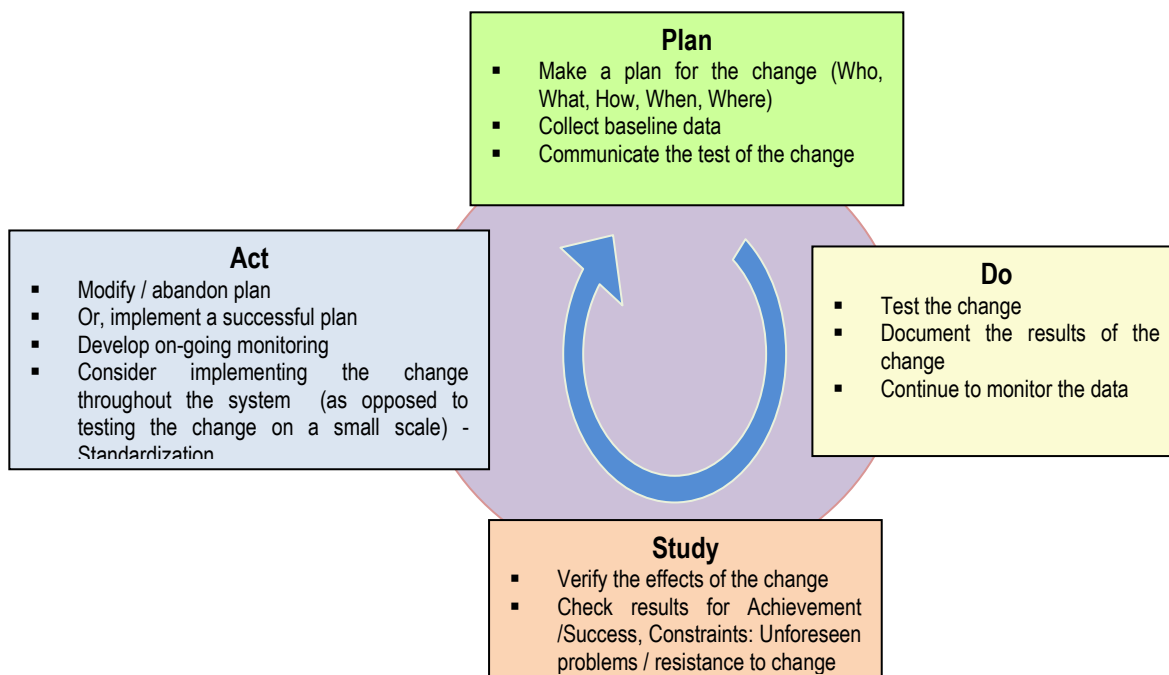 Plan
▪ Make a plan for the change (Who,
What, How, When, Where)
▪ Collect baseline data
▪ Communicate the test of the change
Act
▪ Modify / abandon plan
▪ Or, implement a successful plan
▪ Develop on-going monitoring
▪ Consider implementing the change
throughout the system (as opposed to
testing the change on a small scale) -
Standardization
Do
▪ Test the change
▪ Document the results of the
change
▪ Continue to monitor the data
Study
▪ Verify the effects of the change
▪ Check results for Achievement
/Success, Constraints: Unforeseen
problems / resistance to change